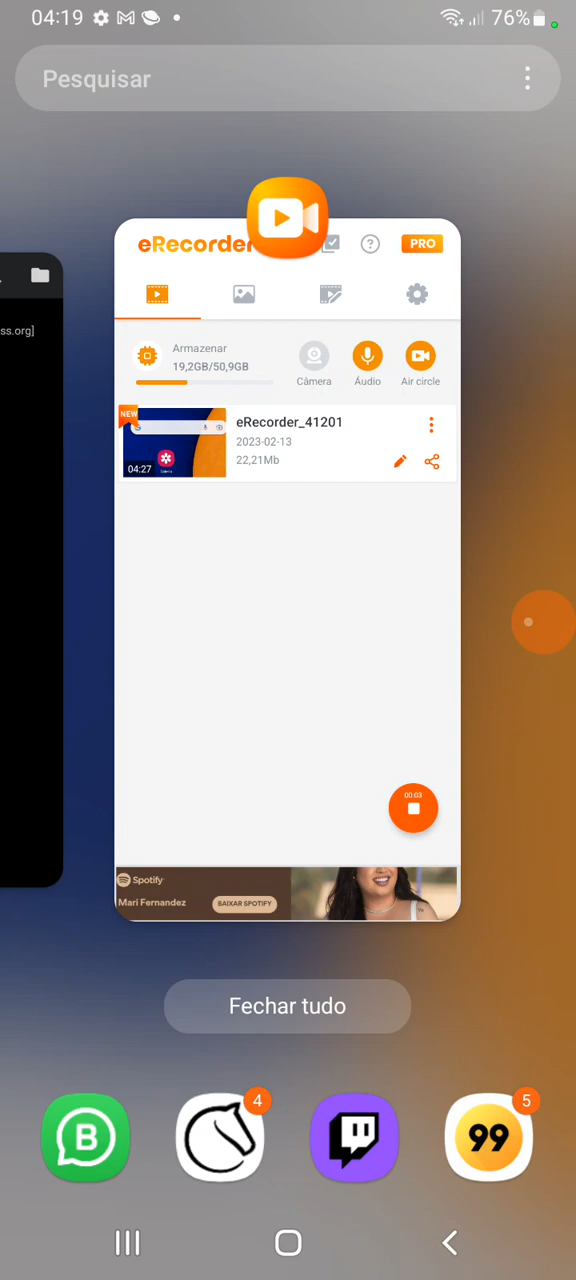 04:19
76%
Pesquisar
eRecorder
PRO
ss.org]
Armazenar
19,2GB/50,9GB
Câmera
Áudio
Air circle
NEW
04:27
eRecorder_41201
2023-02-13
22,21Mb
00:03
Spotify
Mari Fernandez
BAIXAR SPOTIFY
Fechar tudo
B
4
99
5